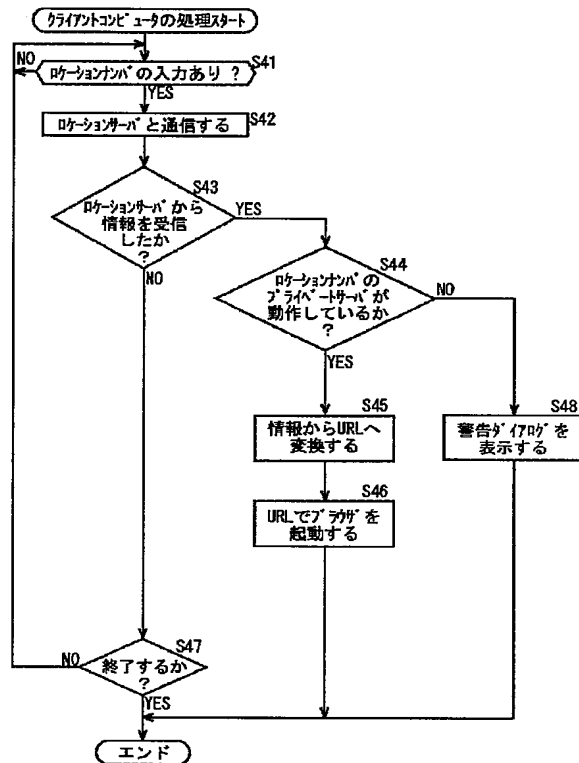 クライアントコンピュータの処理スタート
NO
S41
ロケーションナンバの入力あり？
YES
S42
ロケーションサーバと通信する
S43
ロケーションサーバから
情報を受信
したか
？
YES
NO
S44
ロケーションナンバの
プライベートサーバが
動作しているか
？
NO
YES
S45
情報からURLへ
変換する
S48
警告ダイアログを
表示する
S46
URLでブラウザを
起動する
S47
NO
終了するか
？
YES
エンド